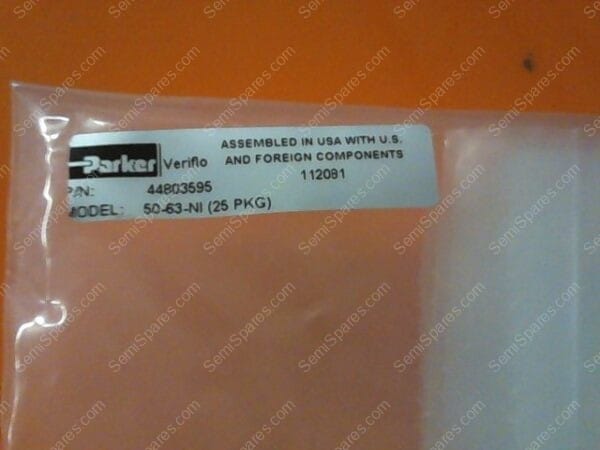 Parker Veriflo
ASSEMBLED IN USA WITH U.S.
AND FOREIGN COMPONENTS
112081
P/N: 44803595
MODEL: 50-63-NI (25 PKG)
SemiSpares.com